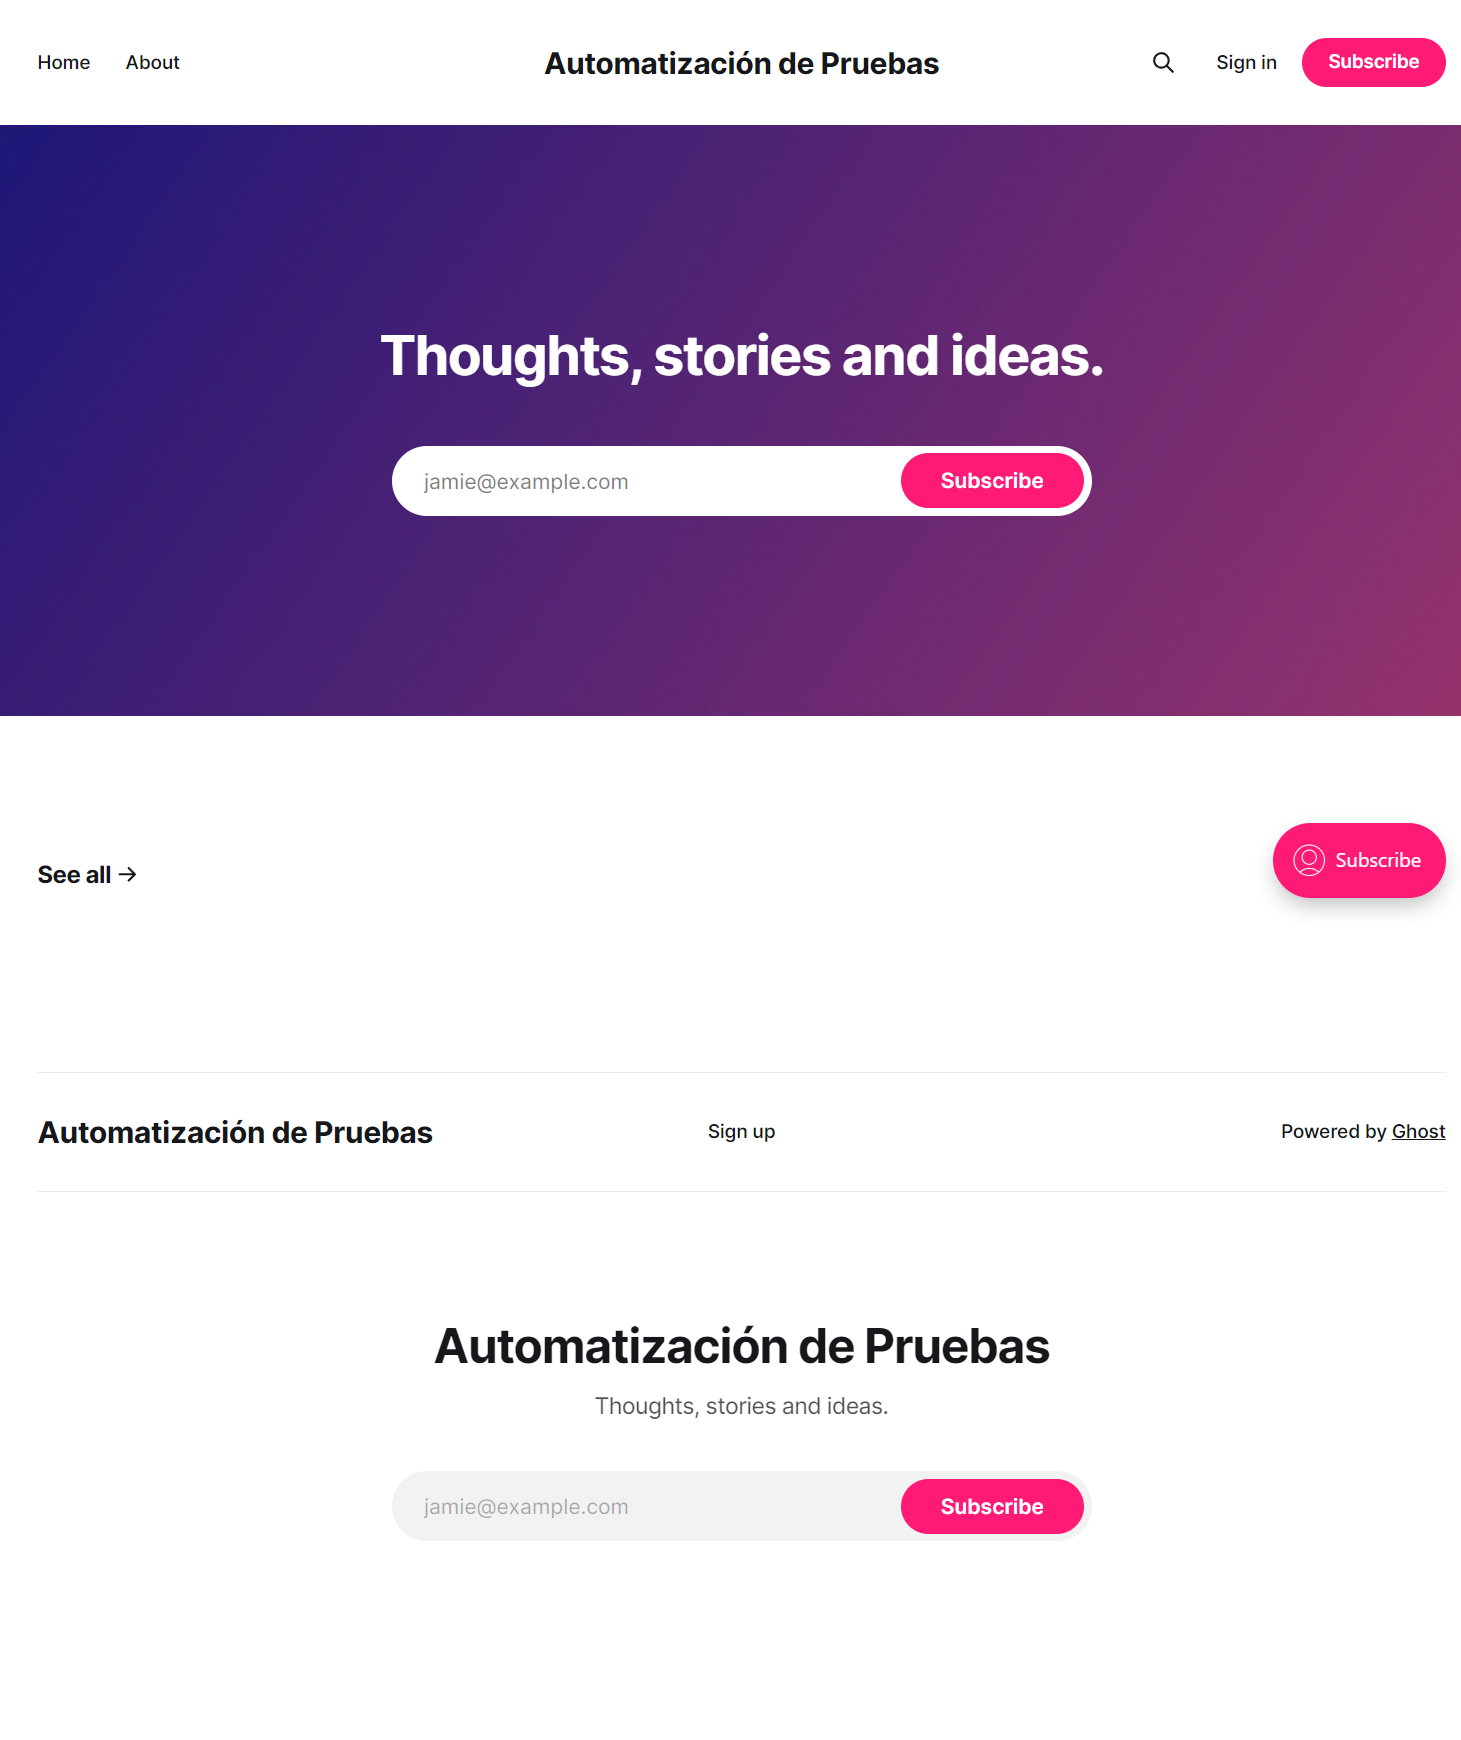 Home About Automatización de Pruebas Sign in Subscribe
Thoughts, stories and ideas.
jamie@example.com Subscribe
See all →
Subscribe
Automatización de Pruebas Sign up Powered by Ghost
Automatización de Pruebas
Thoughts, stories and ideas.
jamie@example.com Subscribe